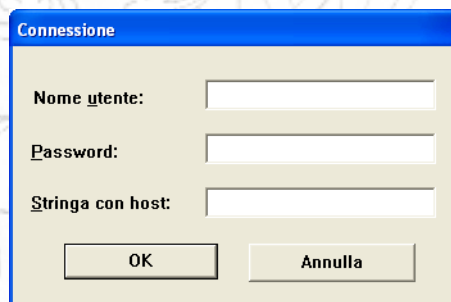 Connessione
Nome utente:
Password:
Stringa con host:
OK Annulla